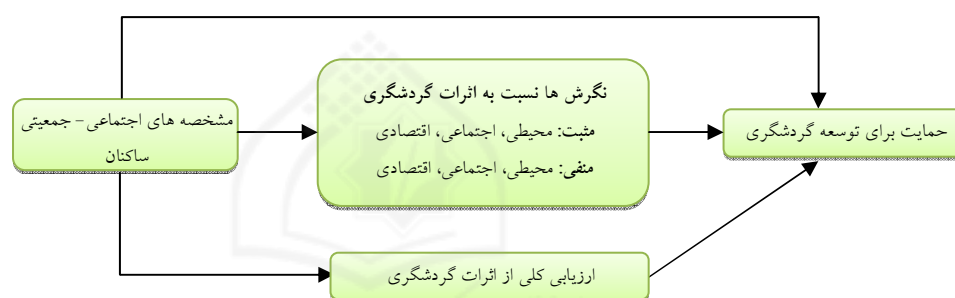 مشخصه های اجتماعی- جمعیتی
ساکنان
نگرش ها نسبت به اثرات گردشگری
مثبت: محیطی، اجتماعی، اقتصادی
منفی: محیطی، اجتماعی، اقتصادی
حمایت برای توسعه گردشگری
ارزیابی کلی از اثرات گردشگری